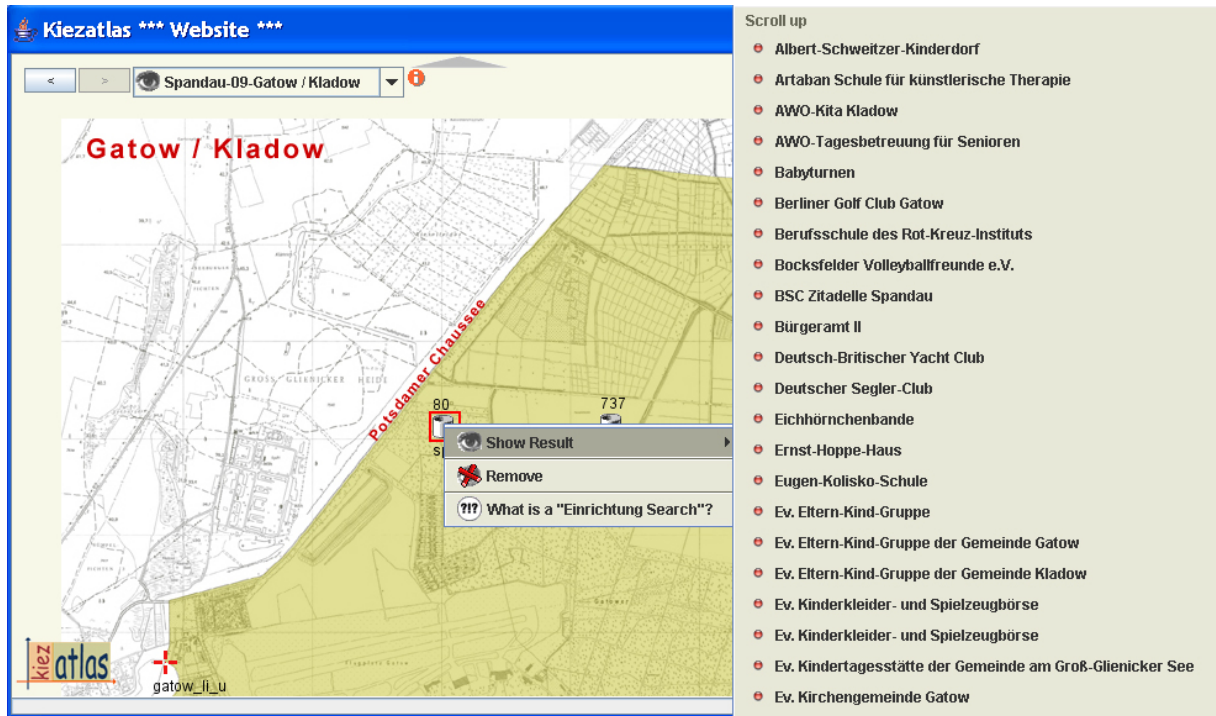 Kiezatlas *** Website ***
<
>
Spandau-09-Gatow / Kladow
Gatow / Kladow
Potsdamer Chaussee
GROSS GLIENICKER HEIDE
80
737
Show Result
Remove
?!? What is a "Einrichtung Search"?
kiez
atlas
gatow_li_u
Scroll up
Albert-Schweitzer-Kinderdorf
Artaban Schule für künstlerische Therapie
AWO-Kita Kladow
AWO-Tagesbetreuung für Senioren
Babyturnen
Berliner Golf Club Gatow
Berufsschule des Rot-Kreuz-Instituts
Bocksfelder Volleyballfreunde e.V.
BSC Zitadelle Spandau
Bürgeramt II
Deutsch-Britischer Yacht Club
Deutscher Segler-Club
Eichhörnchenbande
Ernst-Hoppe-Haus
Eugen-Kolisko-Schule
Ev. Eltern-Kind-Gruppe
Ev. Eltern-Kind-Gruppe der Gemeinde Gatow
Ev. Eltern-Kind-Gruppe der Gemeinde Kladow
Ev. Kinderkleider- und Spielzeugbörse
Ev. Kinderkleider- und Spielzeugbörse
Ev. Kindertagesstätte der Gemeinde am Groß-Glienicker See
Ev. Kirchengemeinde Gatow